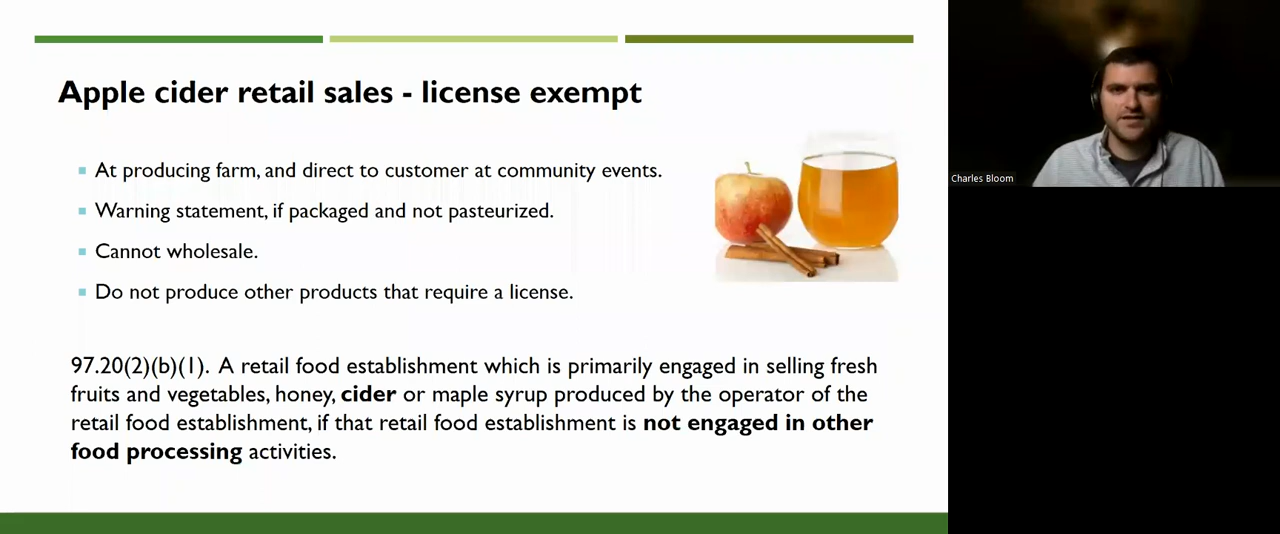 Apple cider retail sales - license exempt
At producing farm, and direct to customer at community events.
Warning statement, if packaged and not pasteurized.
Cannot wholesale.
Do not produce other products that require a license.
97.20(2)(b)(1). A retail food establishment which is primarily engaged in selling fresh
fruits and vegetables, honey, cider or maple syrup produced by the operator of the
retail food establishment, if that retail food establishment is not engaged in other
food processing activities.
Charles Bloom